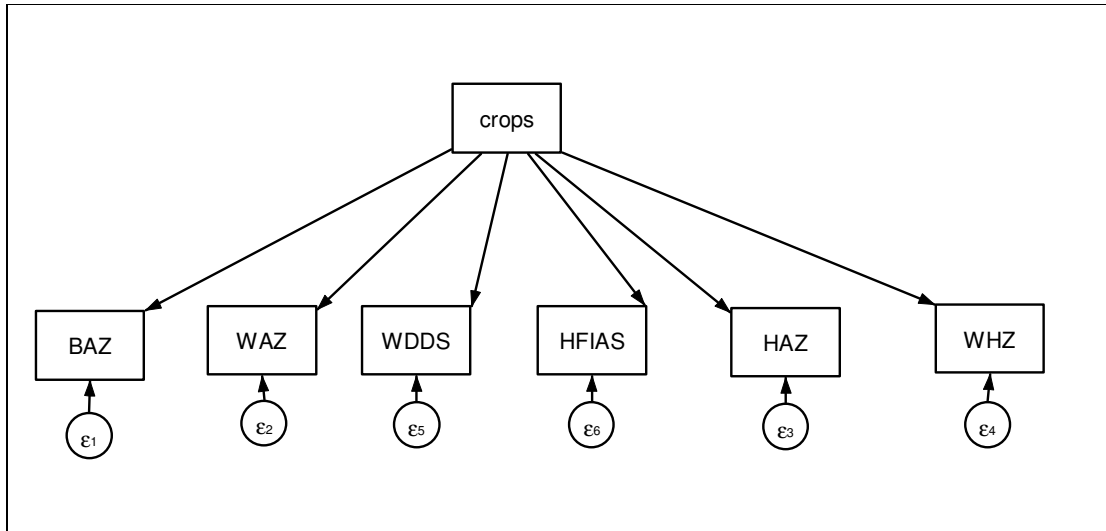 crops
BAZ
WAZ
WDDS
HFIAS
HAZ
WHZ
ε1
ε2
ε5
ε6
ε3
ε4